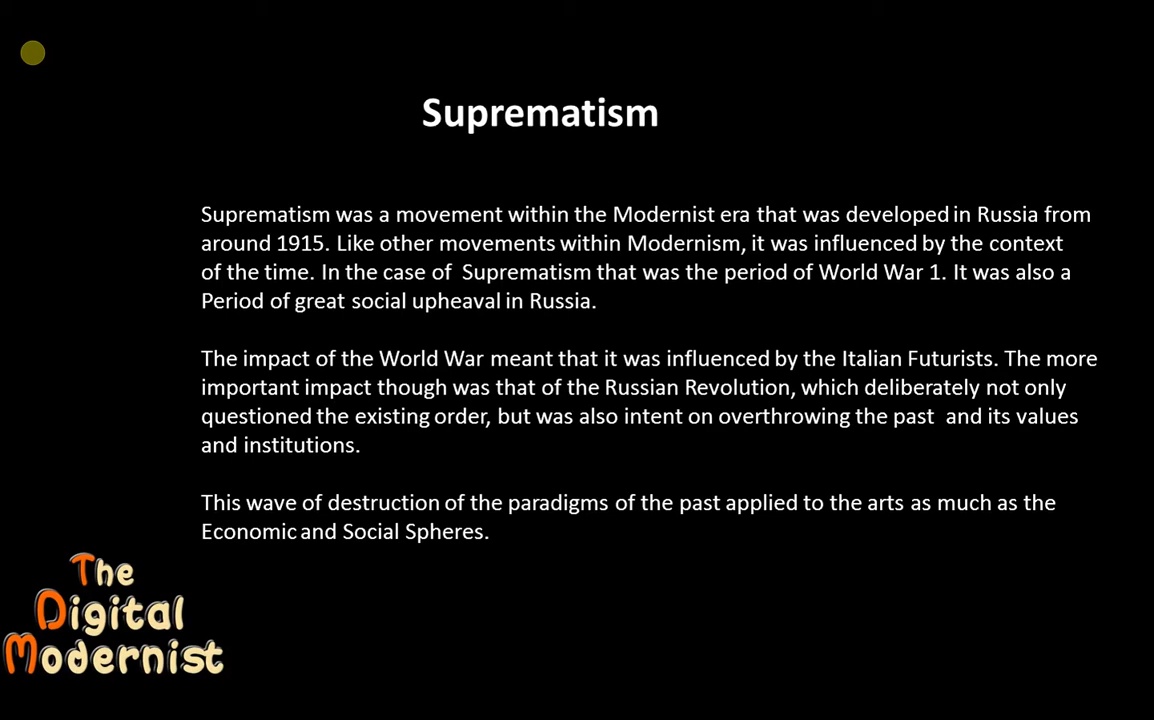 Suprematism
Suprematism was a movement within the Modernist era that was developed in Russia from
around 1915. Like other movements within Modernism, it was influenced by the context
of the time. In the case of  Suprematism that was the period of World War 1. It was also a
Period of great social upheaval in Russia.
The impact of the World War meant that it was influenced by the Italian Futurists. The more
important impact though was that of the Russian Revolution, which deliberately not only
questioned the existing order, but was also intent on overthrowing the past  and its values
and institutions.
This wave of destruction of the paradigms of the past applied to the arts as much as the
Economic and Social Spheres.
The
Digital
Modernist